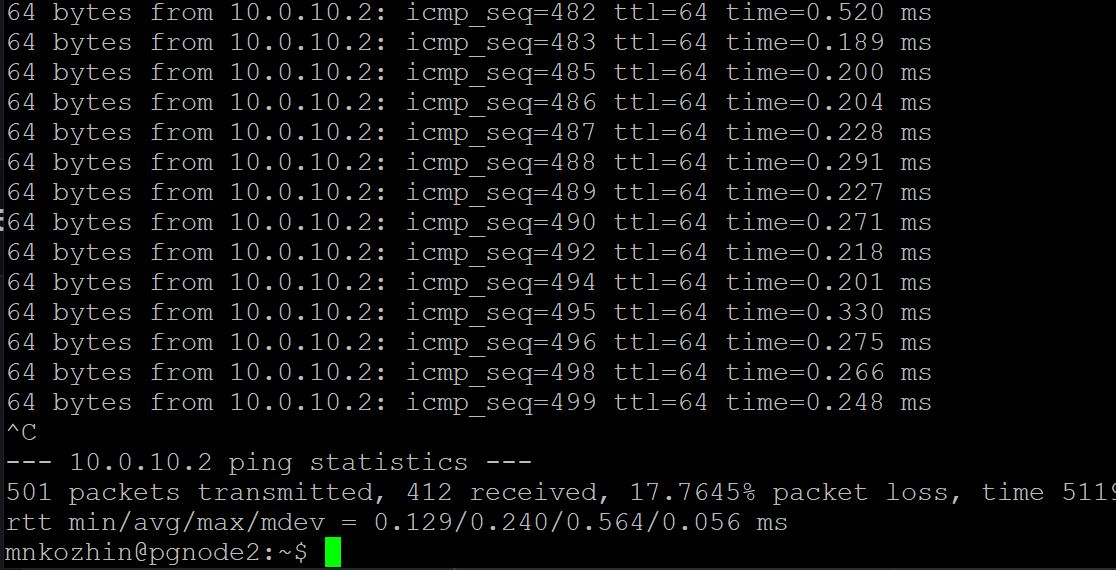 64 bytes from 10.0.10.2: icmp_seq=482 ttl=64 time=0.520 ms
64 bytes from 10.0.10.2: icmp_seq=483 ttl=64 time=0.189 ms
64 bytes from 10.0.10.2: icmp_seq=485 ttl=64 time=0.200 ms
64 bytes from 10.0.10.2: icmp_seq=486 ttl=64 time=0.204 ms
64 bytes from 10.0.10.2: icmp_seq=487 ttl=64 time=0.228 ms
64 bytes from 10.0.10.2: icmp_seq=488 ttl=64 time=0.291 ms
64 bytes from 10.0.10.2: icmp_seq=489 ttl=64 time=0.227 ms
64 bytes from 10.0.10.2: icmp_seq=490 ttl=64 time=0.271 ms
64 bytes from 10.0.10.2: icmp_seq=492 ttl=64 time=0.218 ms
64 bytes from 10.0.10.2: icmp_seq=494 ttl=64 time=0.201 ms
64 bytes from 10.0.10.2: icmp_seq=495 ttl=64 time=0.330 ms
64 bytes from 10.0.10.2: icmp_seq=496 ttl=64 time=0.275 ms
64 bytes from 10.0.10.2: icmp_seq=498 ttl=64 time=0.266 ms
64 bytes from 10.0.10.2: icmp_seq=499 ttl=64 time=0.248 ms
^C
--- 10.0.10.2 ping statistics ---
501 packets transmitted, 412 received, 17.7645% packet loss, time 5119
rtt min/avg/max/mdev = 0.129/0.240/0.564/0.056 ms
mnkozhin@pgnode2:~$